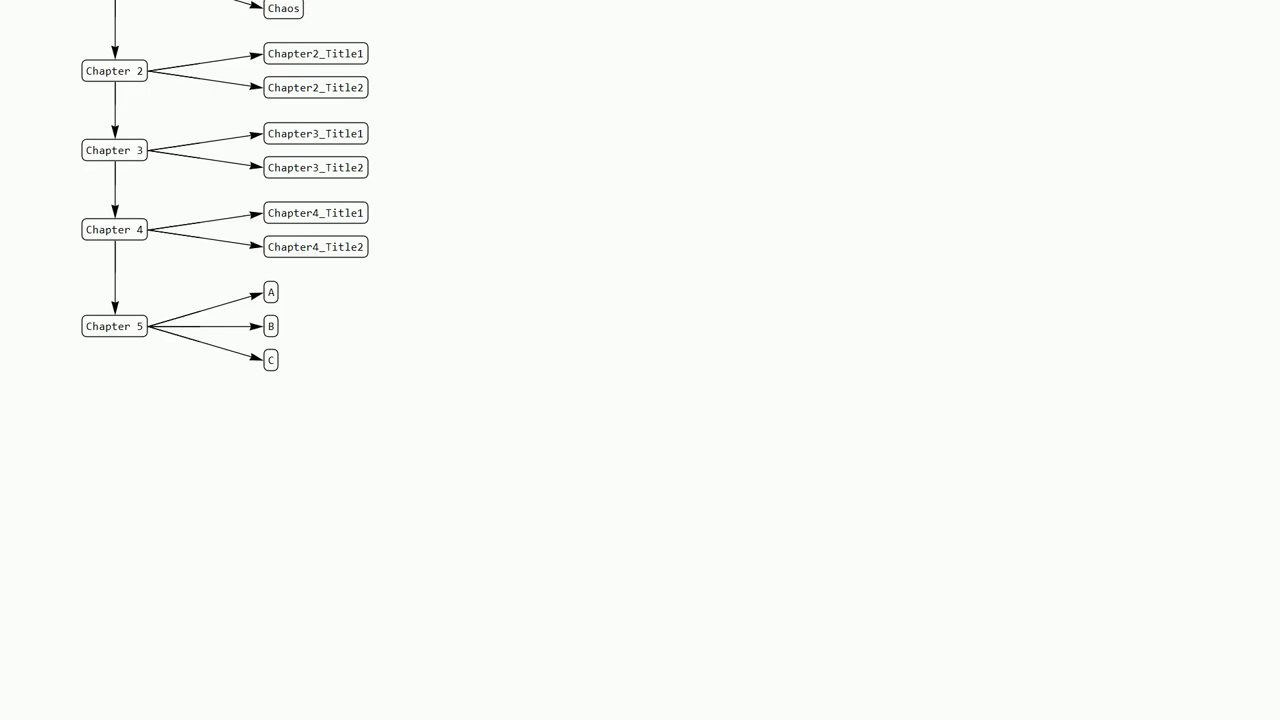 Chaos
Chapter 2
Chapter2_Title1
Chapter2_Title2
Chapter 3
Chapter3_Title1
Chapter3_Title2
Chapter 4
Chapter4_Title1
Chapter4_Title2
Chapter 5
A
B
C